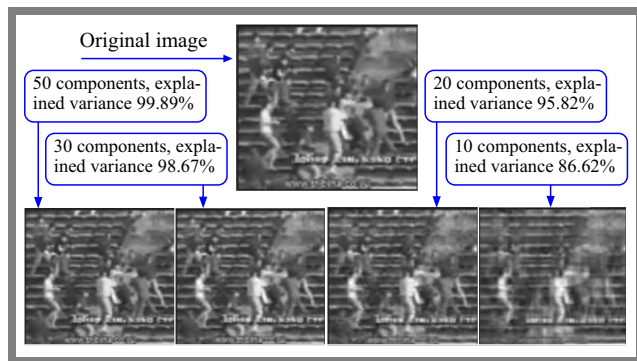 Original image
50 components, expla-
ined variance 99.89%
30 components, expla-
ined variance 98.67%
20 components, expla-
ined variance 95.82%
10 components, expla-
ined variance 86.62%